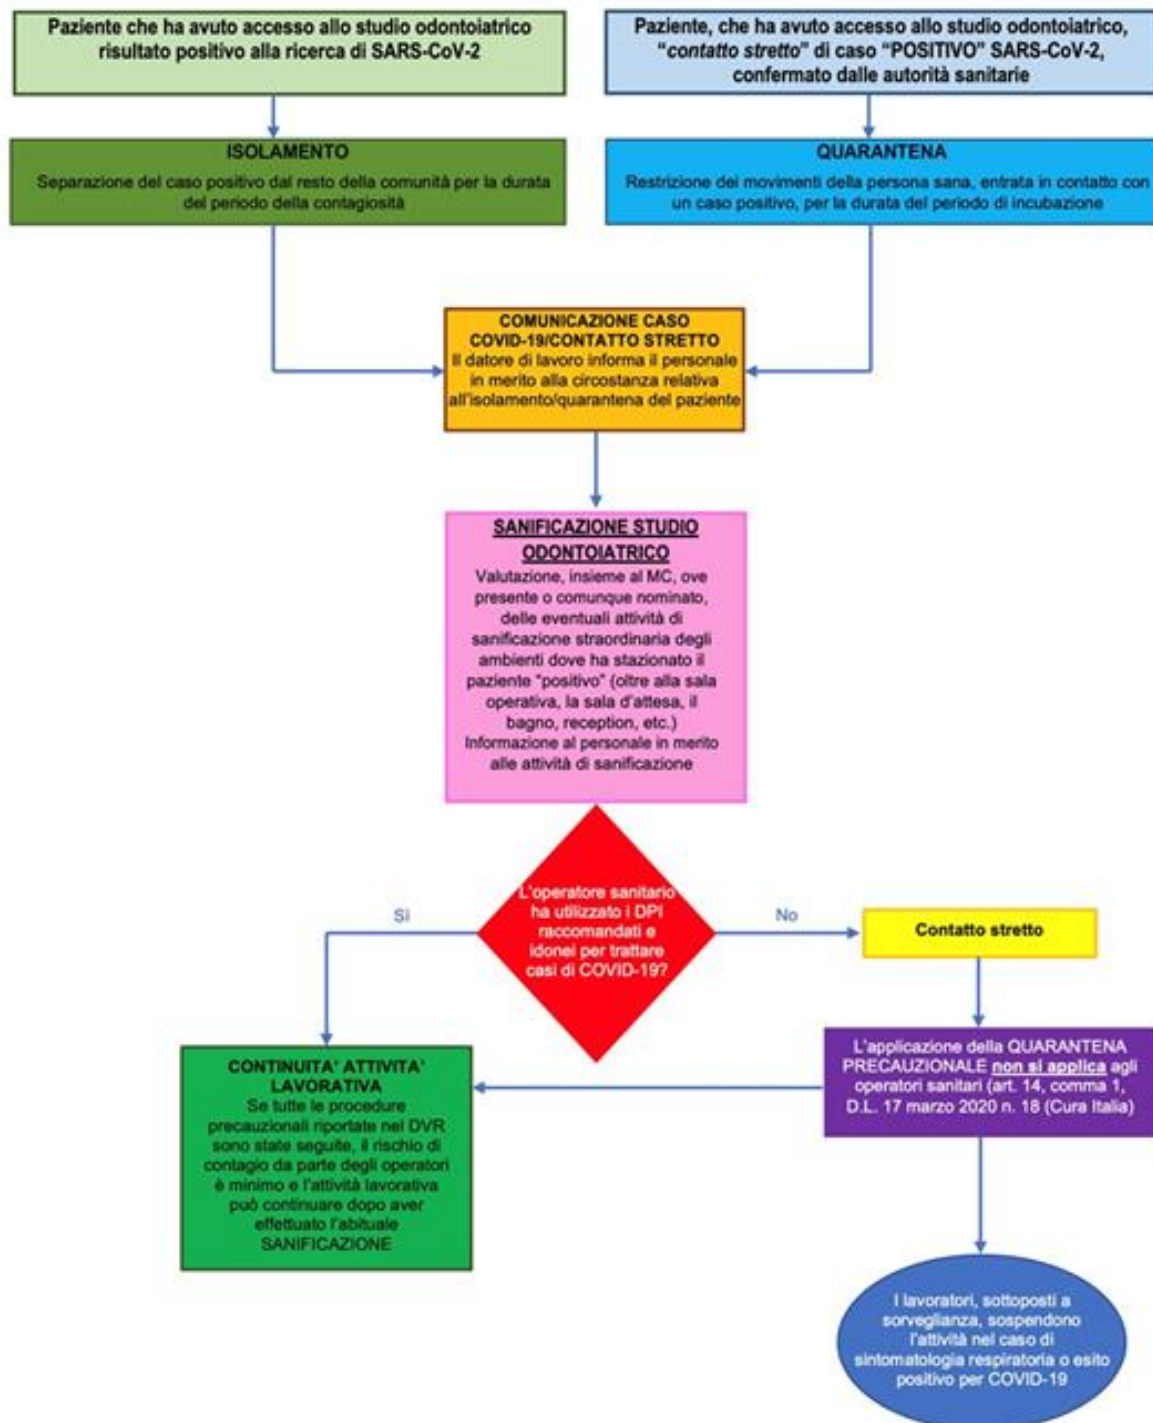 Paziente che ha avuto accesso allo studio odontoiatrico
risultato positivo alla ricerca di SARS-CoV-2
Paziente, che ha avuto accesso allo studio odontoiatrico,
“contatto stretto” di caso “POSITIVO” SARS-CoV-2,
confermato dalle autorità sanitarie
ISOLAMENTO
Separazione del caso positivo dal resto della comunità per la durata
del periodo della contagiosità
QUARANTENA
Restrizione dei movimenti della persona sana, entrata in contatto con
un caso positivo, per la durata del periodo di incubazione
COMUNICAZIONE CASO
COVID-19/CONTATTO STRETTO
Il datore di lavoro informa il personale
in merito alla circostanza relativa
all’isolamento/quarantena del paziente
SANIFICAZIONE STUDIO
ODONTOIATRICO
Valutazione, insieme al MC, ove
presente o comunque nominato,
delle eventuali attività di
sanificazione straordinaria degli
ambienti dove ha stazionato il
paziente “positivo” (oltre alla sala
operativa, la sala d’attesa, il
bagno, reception, etc.)
Informazione al personale in merito
alle attività di sanificazione
L’operatore sanitario
ha utilizzato i DPI
raccomandati e
idonei per trattare
casi di COVID-19?
Sì
No
Contatto stretto
CONTINUITA’ ATTIVITA’
LAVORATIVA
Se tutte le procedure
precauzionali riportate nel DVR
sono state seguite, il rischio di
contagio da parte degli operatori
è minimo e l’attività lavorativa
può continuare dopo aver
effettuato l’abituale
SANIFICAZIONE
L’applicazione della QUARANTENA
PRECAUZIONALE non si applica agli
operatori sanitari (art. 14, comma 1,
D.L. 17 marzo 2020 n. 18 (Cura Italia)
I lavoratori, sottoposti a
sorveglianza, sospendono
l’attività nel caso di
sintomatologia respiratoria o esito
positivo per COVID-19